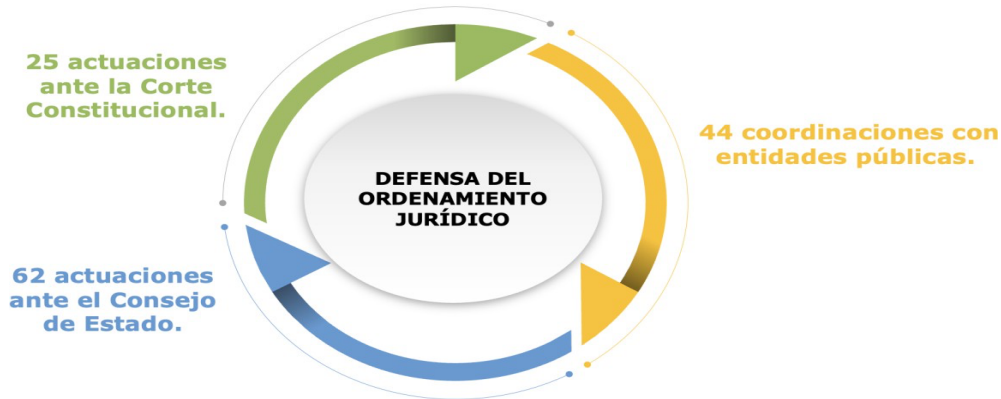 25 actuaciones
ante la Corte
Constitucional.
44 coordinaciones con
entidades públicas.
DEFENSA DEL
ORDENAMIENTO
JURÍDICO
62 actuaciones
ante el Consejo
de Estado.